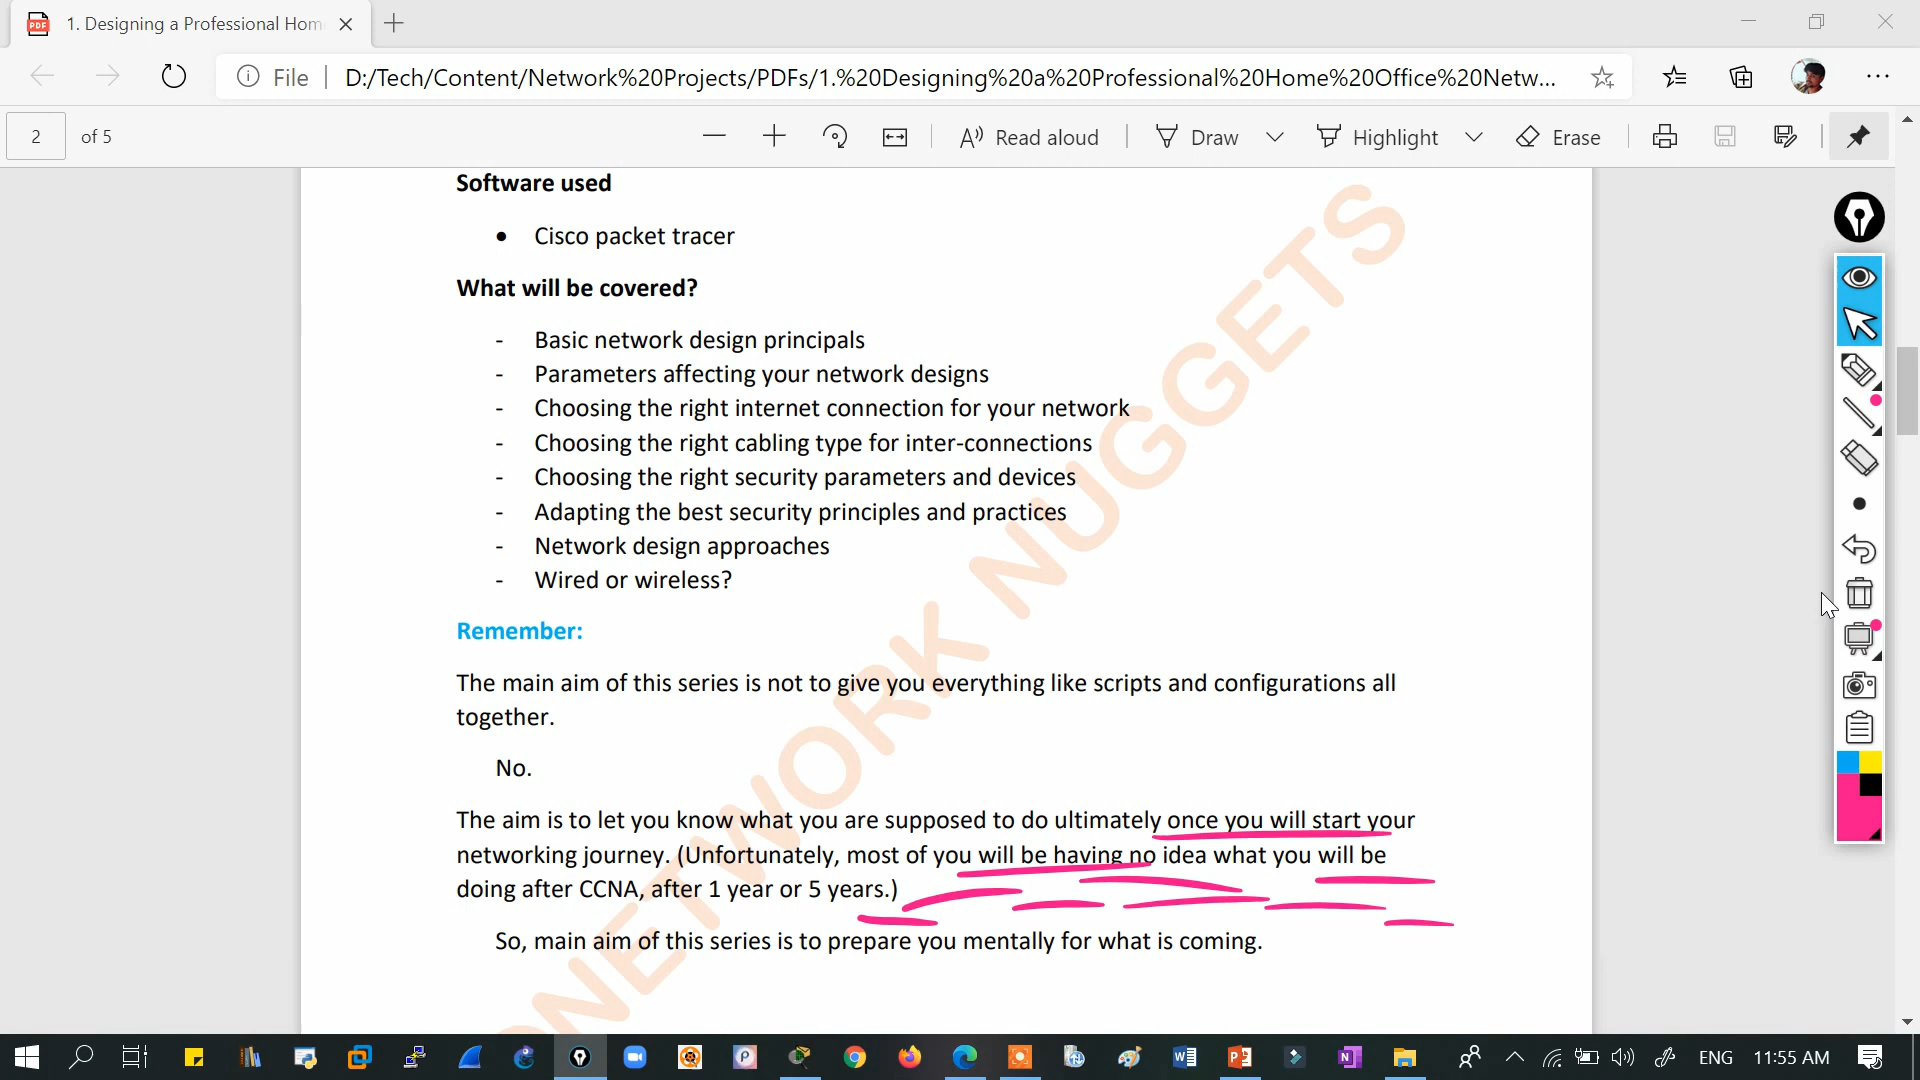 1. Designing a Professional Hom
File
D:/Tech/Content/Network%20Projects/PDFs/1.%20Designing%20a%20Professional%20Home%20Office%20Netw...
2 of 5
Read aloud
Draw
Highlight
Erase
Software used
• Cisco packet tracer
What will be covered?
- Basic network design principals
- Parameters affecting your network designs
- Choosing the right internet connection for your network
- Choosing the right cabling type for inter-connections
- Choosing the right security parameters and devices
- Adapting the best security principles and practices
- Network design approaches
- Wired or wireless?
Remember:
The main aim of this series is not to give you everything like scripts and configurations all
together.
No.
The aim is to let you know what you are supposed to do ultimately once you will start your
networking journey. (Unfortunately, most of you will be having no idea what you will be
doing after CCNA, after 1 year or 5 years.)
So, main aim of this series is to prepare you mentally for what is coming.
ONETWORK NUGGETS
ENG
11:55 AM